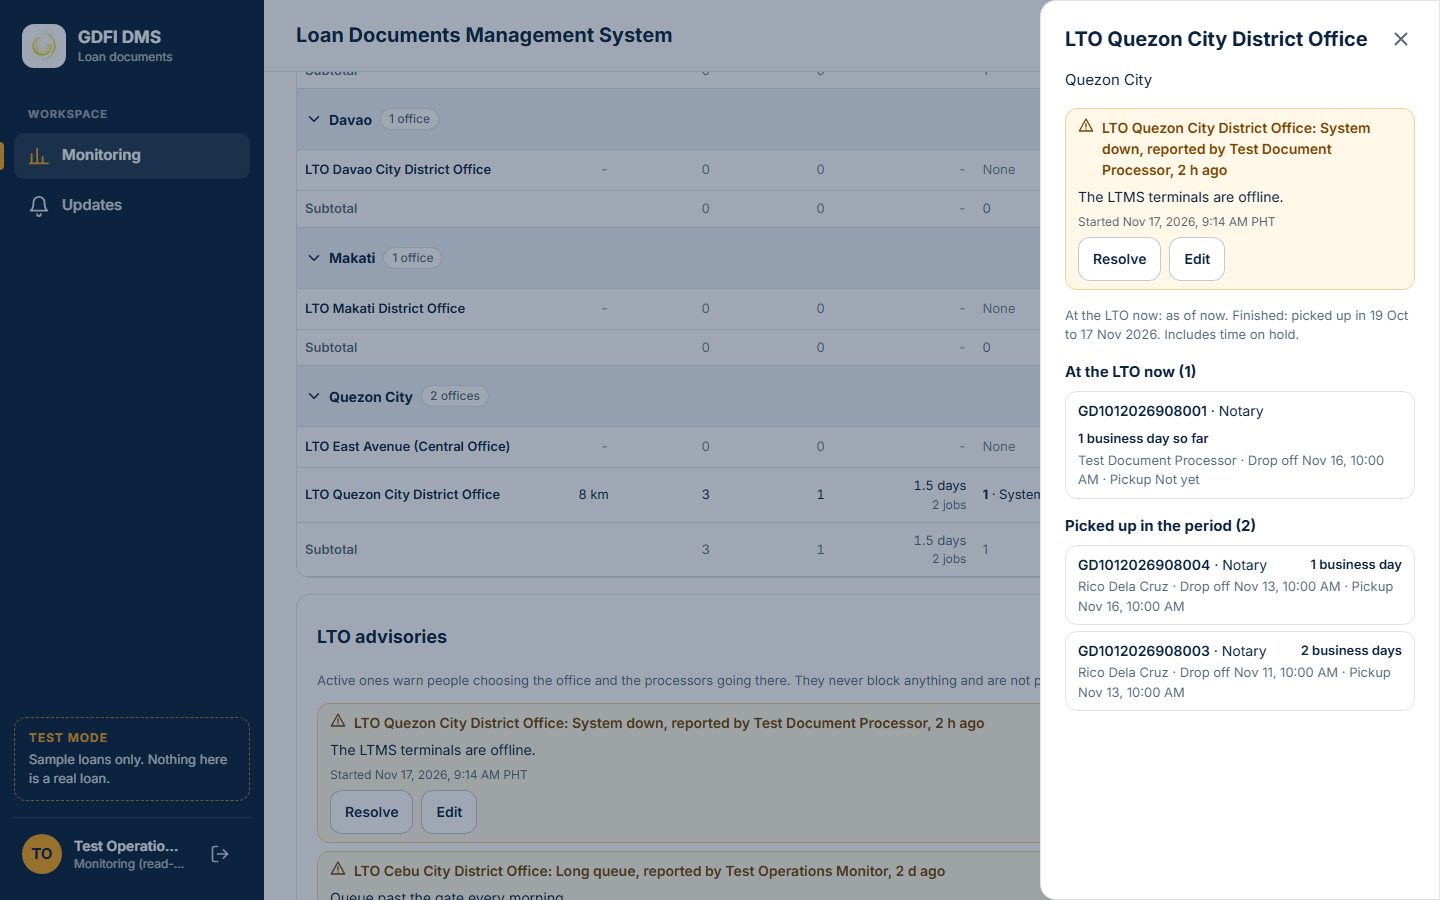 GDFI DMS
Loan documents
WORKSPACE
Monitoring
Updates
TEST MODE
Sample loans only. Nothing here
is a real loan.
TO
Test Operatio...
Monitoring (read-...
Loan Documents Management System
Subtotal 0 0 - 1
Davao 1 office
LTO Davao City District Office - 0 0 - None
Subtotal 0 0 - 0
Makati 1 office
LTO Makati District Office - 0 0 - None
Subtotal 0 0 - 0
Quezon City 2 offices
LTO East Avenue (Central Office) - 0 0 - None
LTO Quezon City District Office 8 km 3 1 1.5 days 1 · System
2 jobs
Subtotal 3 1 1.5 days 1
2 jobs
LTO advisories
Active ones warn people choosing the office and the processors going there. They never block anything and are not p
LTO Quezon City District Office: System down, reported by Test Document Processor, 2 h ago
The LTMS terminals are offline.
Started Nov 17, 2026, 9:14 AM PHT
Resolve Edit
LTO Cebu City District Office: Long queue, reported by Test Operations Monitor, 2 d ago
Queue past the gate every morning.
LTO Quezon City District Office
Quezon City
LTO Quezon City District Office: System
down, reported by Test Document
Processor, 2 h ago
The LTMS terminals are offline.
Started Nov 17, 2026, 9:14 AM PHT
Resolve Edit
At the LTO now: as of now. Finished: picked up in 19 Oct
to 17 Nov 2026. Includes time on hold.
At the LTO now (1)
GD1012026908001 · Notary
1 business day so far
Test Document Processor · Drop off Nov 16, 10:00
AM · Pickup Not yet
Picked up in the period (2)
GD1012026908004 · Notary 1 business day
Rico Dela Cruz · Drop off Nov 13, 10:00 AM · Pickup
Nov 16, 10:00 AM
GD1012026908003 · Notary 2 business days
Rico Dela Cruz · Drop off Nov 11, 10:00 AM · Pickup
Nov 13, 10:00 AM